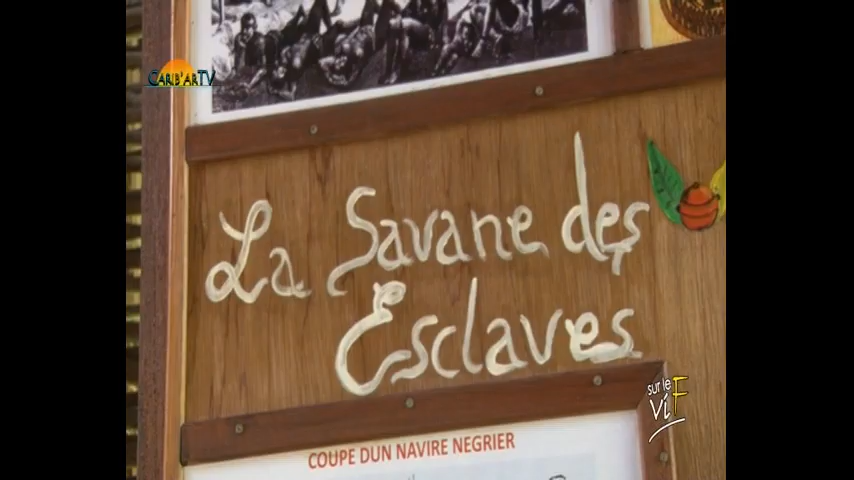 CARIB'ARTV
La Savane des
Esclaves
sur le
viF
COUPE DUN NAVIRE NEGRIER